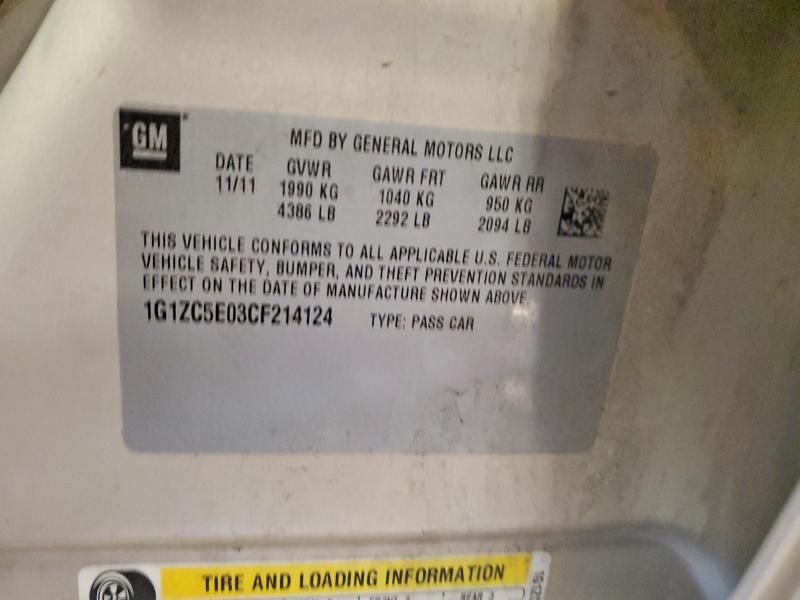 GM
MFD BY GENERAL MOTORS LLC
DATE GVWR GAWR FRT GAWR RR
11/11 1990 KG 1040 KG 950 KG
4386 LB 2292 LB 2094 LB
THIS VEHICLE CONFORMS TO ALL APPLICABLE U.S. FEDERAL MOTOR
VEHICLE SAFETY, BUMPER, AND THEFT PREVENTION STANDARDS IN
EFFECT ON THE DATE OF MANUFACTURE SHOWN ABOVE.
1G1ZC5E03CF214124 TYPE: PASS CAR
TIRE AND LOADING INFORMATION
REAR 3